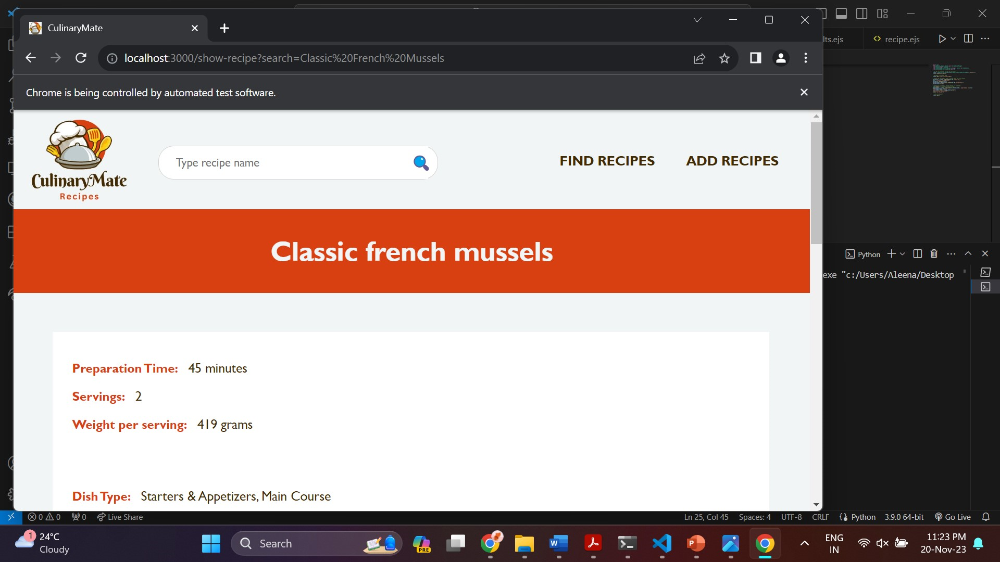 CulinaryMate
localhost:3000/show-recipe?search=Classic%20French%20Mussels
Chrome is being controlled by automated test software.
CulinaryMate
Recipes
Type recipe name
FIND RECIPES
ADD RECIPES
Classic french mussels
Preparation Time: 45 minutes
Servings: 2
Weight per serving: 419 grams
Dish Type: Starters & Appetizers, Main Course
lts.ejs
recipe.ejs
Python
exe "c:/Users/Aleena/Desktop
0 0 0 Live Share
Ln 25, Col 45 Spaces: 4 UTF-8 CRLF Python 3.9.0 64-bit Go Live
1
24°C
Cloudy
Search
PRE
W
P
ENG
IN
11:23 PM
20-Nov-23